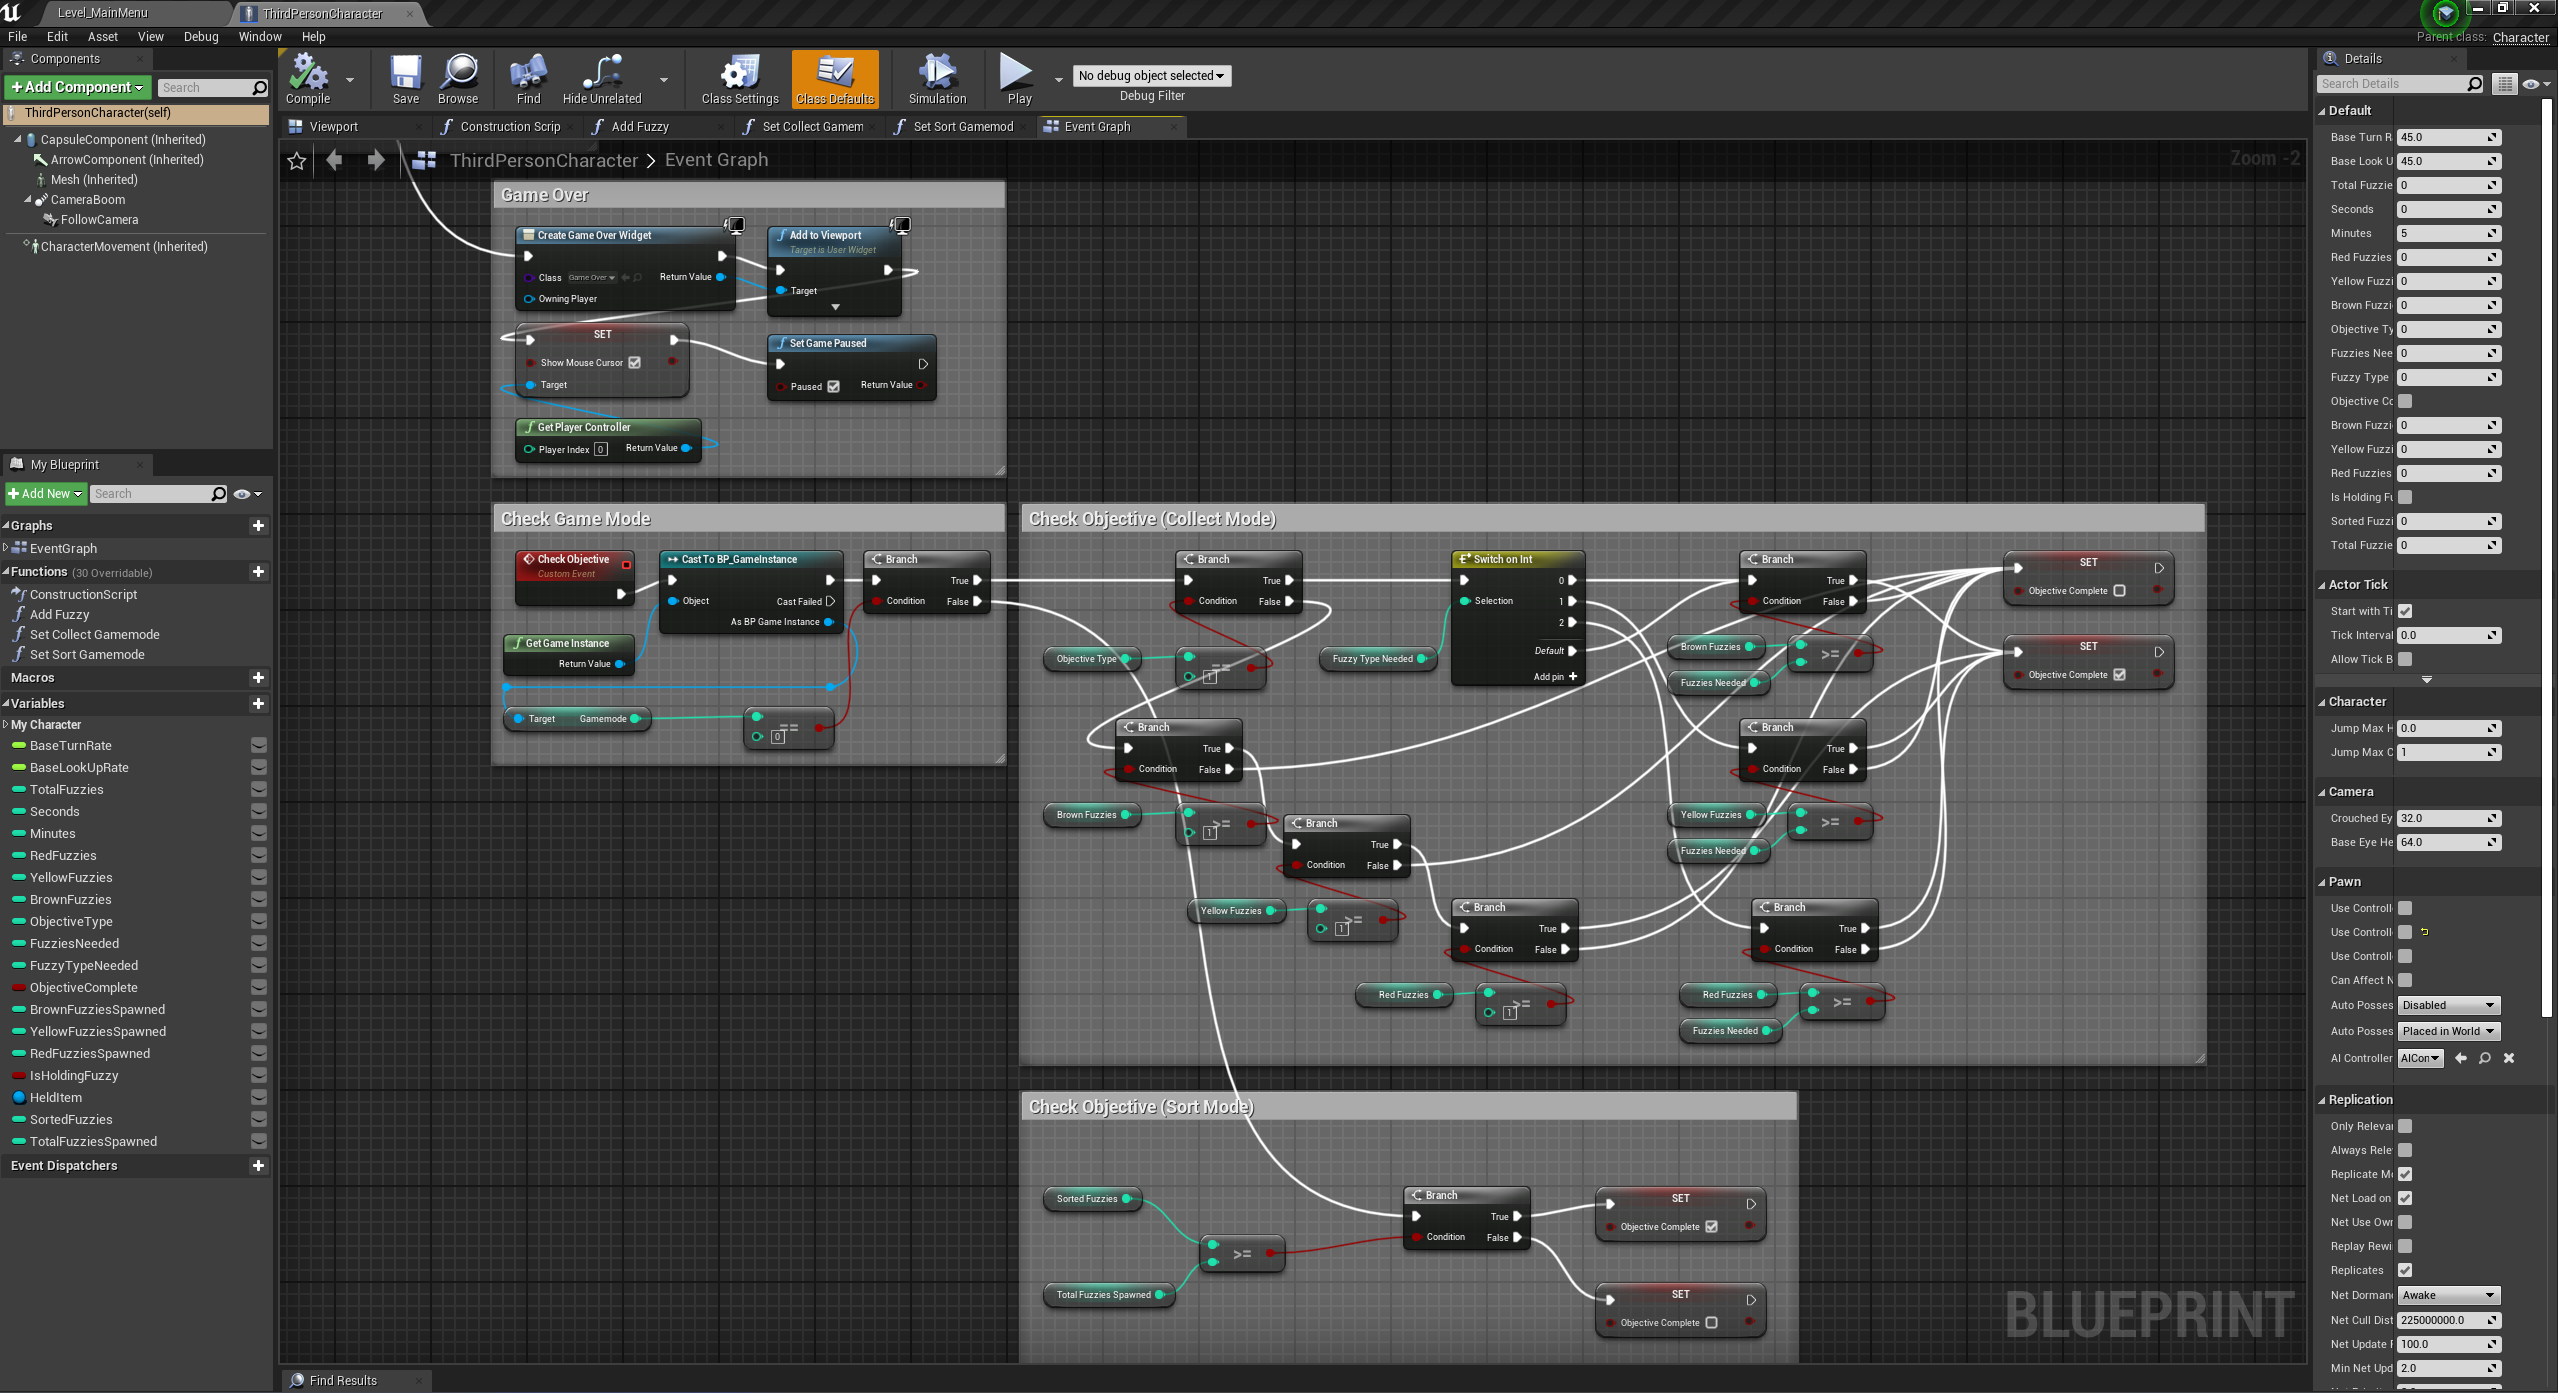 Level_MainMenu
ThirdPersonCharacter
File Edit Asset View Debug Window Help
Parent class: Character
Components
+Add Component
Search
ThirdPersonCharacter(self)
CapsuleComponent (Inherited)
ArrowComponent (Inherited)
Mesh (Inherited)
CameraBoom
FollowCamera
CharacterMovement (Inherited)
My Blueprint
+Add New
Search
Graphs
EventGraph
Functions (30 Overridable)
ConstructionScript
Add Fuzzy
Set Collect Gamemode
Set Sort Gamemode
Macros
Variables
My Character
BaseTurnRate
BaseLookUpRate
TotalFuzzies
Seconds
Minutes
RedFuzzies
YellowFuzzies
BrownFuzzies
ObjectiveType
FuzziesNeeded
FuzzyTypeNeeded
ObjectiveComplete
BrownFuzziesSpawned
YellowFuzziesSpawned
RedFuzziesSpawned
IsHoldingFuzzy
HeldItem
SortedFuzzies
TotalFuzziesSpawned
Event Dispatchers
Compile
Save
Browse
Find
Hide Unrelated
Class Settings
Class Defaults
Simulation
Play
No debug object selected
Debug Filter
Viewport
Construction Scrip
Add Fuzzy
Set Collect Gamem
Set Sort Gamemod
Event Graph
ThirdPersonCharacter > Event Graph
Zoom -2
Game Over
Create Game Over Widget
Class Game Over
Return Value
Owning Player
Add to Viewport
Target is User Widget
Target
SET
Show Mouse Cursor
Target
Set Game Paused
Paused
Return Value
Get Player Controller
Player Index 0
Return Value
Check Game Mode
Check Objective
Custom Event
Cast To BP_GameInstance
Object
Cast Failed
As BP Game Instance
Branch
True
Condition
False
Get Game Instance
Return Value
Target
Gamemode
==
0
Check Objective (Collect Mode)
Branch
True
Condition
False
Objective Type
==
1
Switch on Int
Selection
0
1
2
Default
Add pin +
Fuzzy Type Needed
Branch
True
Condition
False
Brown Fuzzies
Fuzzies Needed
>=
SET
Objective Complete
SET
Objective Complete
Branch
True
Condition
False
Brown Fuzzies
>=
1
Branch
True
Condition
False
Yellow Fuzzies
>=
1
Branch
True
Condition
False
Red Fuzzies
>=
1
Branch
True
Condition
False
Yellow Fuzzies
Fuzzies Needed
>=
Branch
True
Condition
False
Red Fuzzies
Fuzzies Needed
>=
Check Objective (Sort Mode)
Sorted Fuzzies
Total Fuzzies Spawned
>=
Branch
True
Condition
False
SET
Objective Complete
SET
Objective Complete
BLUEPRINT
Find Results
Details
Search Details
Default
Base Turn R 45.0
Base Look U 45.0
Total Fuzzie 0
Seconds 0
Minutes 5
Red Fuzzies 0
Yellow Fuzzi 0
Brown Fuzzi 0
Objective Ty 0
Fuzzies Nee 0
Fuzzy Type 0
Objective Co
Brown Fuzzi 0
Yellow Fuzzi 0
Red Fuzzies 0
Is Holding Fu
Sorted Fuzzi 0
Total Fuzzie 0
Actor Tick
Start with Ti
Tick Interval 0.0
Allow Tick B
Character
Jump Max H 0.0
Jump Max C 1
Camera
Crouched Ey 32.0
Base Eye He 64.0
Pawn
Use Controll
Use Controll
Use Controll
Can Affect N
Auto Posses Disabled
Auto Posses Placed in World
AI Controller AICon
Replication
Only Relevan
Always Rele
Replicate Mo
Net Load on
Net Use Own
Replay Rewi
Replicates
Net Dorman Awake
Net Cull Dist 225000000.0
Net Update F 100.0
Min Net Upd 2.0